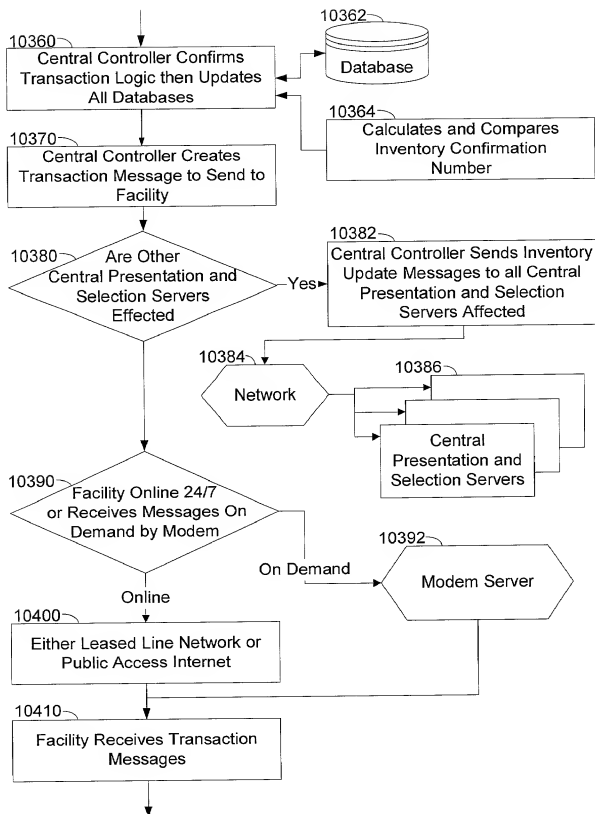 10360
Central Controller Confirms
Transaction Logic then Updates
All Databases
10362
Database
10364
Calculates and Compares
Inventory Confirmation
Number
10370
Central Controller Creates
Transaction Message to Send to
Facility
10380
Are Other
Central Presentation and
Selection Servers
Effected
Yes
10382
Central Controller Sends Inventory
Update Messages to all Central
Presentation and Selection
Servers Affected
10384
Network
10386
Central
Presentation and
Selection Servers
10390
Facility Online 24/7
or Receives Messages On
Demand by Modem
On Demand
10392
Modem Server
Online
10400
Either Leased Line Network or
Public Access Internet
10410
Facility Receives Transaction
Messages